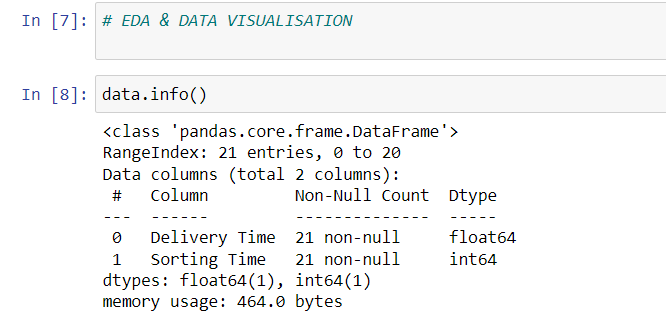 In [7]: # EDA & DATA VISUALISATION
In [8]: data.info()
<class 'pandas.core.frame.DataFrame'>
RangeIndex: 21 entries, 0 to 20
Data columns (total 2 columns):
 #   Column         Non-Null Count  Dtype
---  ------         --------------  -----
 0   Delivery Time  21 non-null     float64
 1   Sorting Time   21 non-null     int64
dtypes: float64(1), int64(1)
memory usage: 464.0 bytes